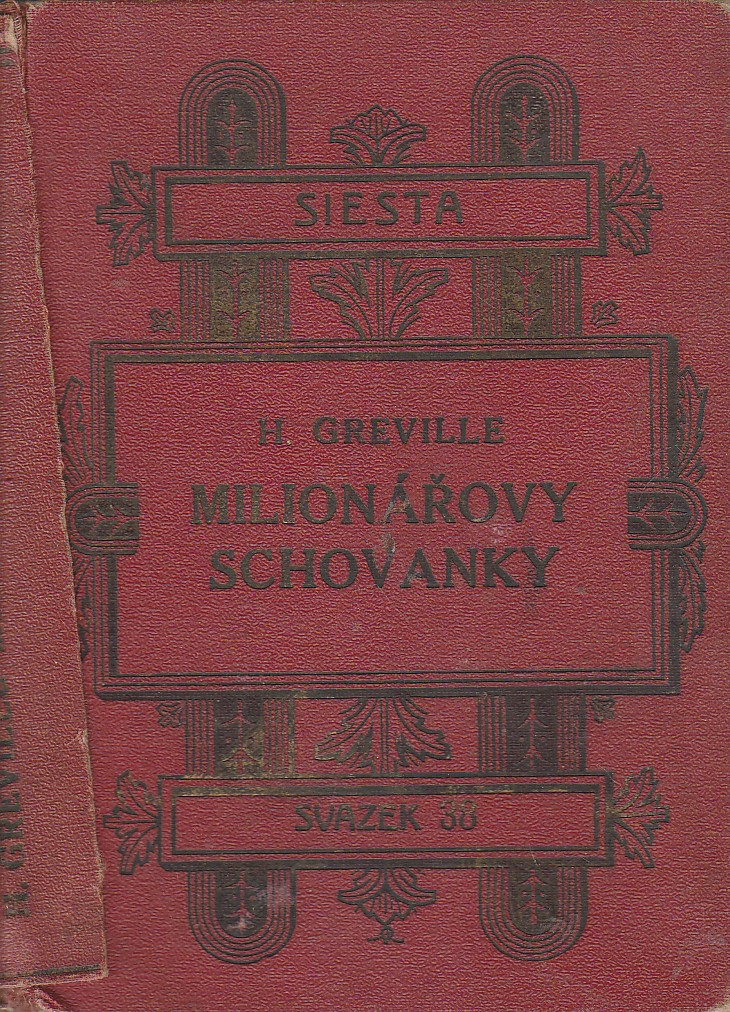 SIESTA
H. GREVILLE
MILIONÁŘOVY
SCHOVANKY
SVAZEK 38
H. GREVILLE